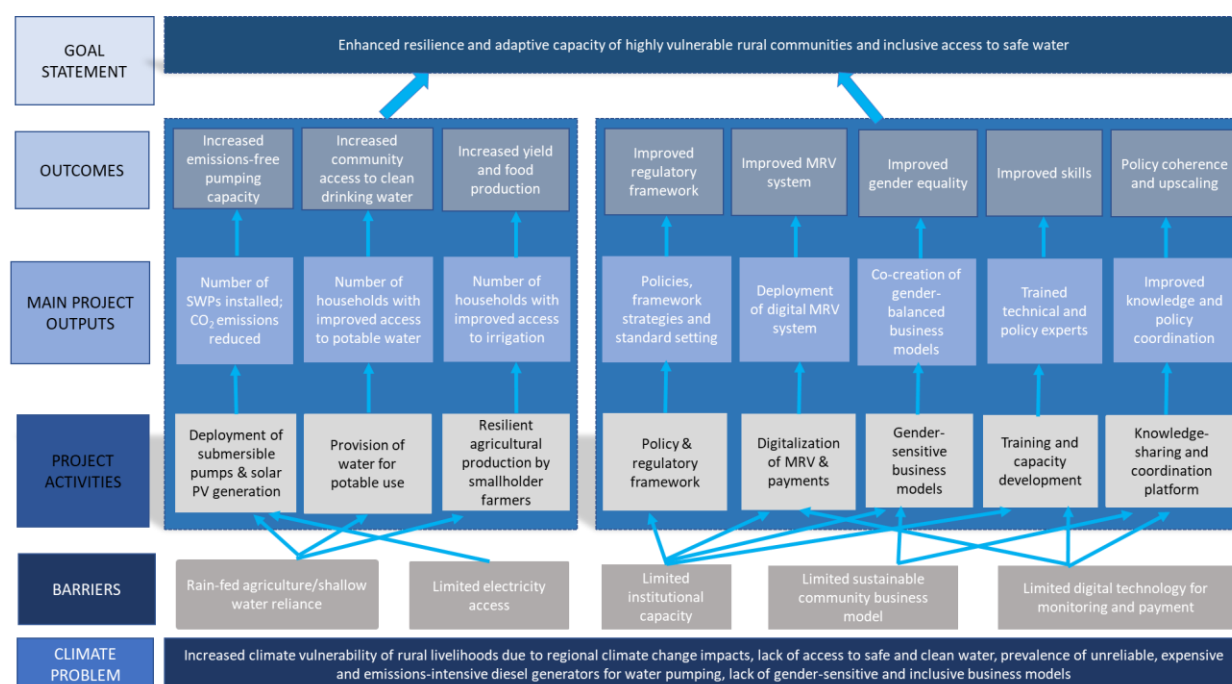 GOAL
STATEMENT
Enhanced resilience and adaptive capacity of highly vulnerable rural communities and inclusive access to safe water
OUTCOMES
Increased
emissions-free
pumping
capacity
Increased
community
access to clean
drinking water
Increased yield
and food
production
Improved
regulatory
framework
Improved MRV
system
Improved
gender equality
Improved skills
Policy coherence
and upscaling
MAIN PROJECT
OUTPUTS
Number of
SWPs installed;
CO₂ emissions
reduced
Number of
households with
improved access
to potable water
Number of
households with
improved access
to irrigation
Policies,
framework
strategies and
standard setting
Deployment
of digital MRV
system
Co-creation of
gender-
balanced
business
models
Trained
technical and
policy experts
Improved
knowledge and
policy
coordination
PROJECT
ACTIVITIES
Deployment of
submersible
pumps & solar
PV generation
Provision of
water for
potable use
Resilient
agricultural
production by
smallholder
farmers
Policy &
regulatory
framework
Digitalization
of MRV &
payments
Gender-
sensitive
business
models
Training and
capacity
development
Knowledge-
sharing and
coordination
platform
BARRIERS
Rain-fed agriculture/shallow
water reliance
Limited electricity
access
Limited
institutional
capacity
Limited sustainable
community business
model
Limited digital technology for
monitoring and payment
CLIMATE
PROBLEM
Increased climate vulnerability of rural livelihoods due to regional climate change impacts, lack of access to safe and clean water, prevalence of unreliable, expensive
and emissions-intensive diesel generators for water pumping, lack of gender-sensitive and inclusive business models